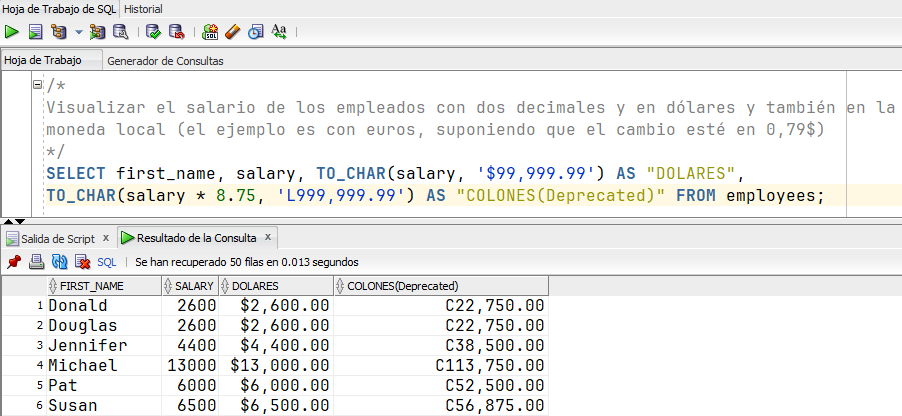 Hoja de Trabajo de SQL Historial
Hoja de Trabajo Generador de Consultas
/*
Visualizar el salario de los empleados con dos decimales y en dólares y también en la
moneda local (el ejemplo es con euros, suponiendo que el cambio esté en 0,79$)
*/
SELECT first_name, salary, TO_CHAR(salary, '$99,999.99') AS "DOLARES",
TO_CHAR(salary * 8.75, 'L999,999.99') AS "COLONES(Deprecated)" FROM employees;
Salida de Script x Resultado de la Consulta x
SQL | Se han recuperado 50 filas en 0.013 segundos
FIRST_NAME SALARY DOLARES COLONES(Deprecated)
1 Donald 2600 $2,600.00 C22,750.00
2 Douglas 2600 $2,600.00 C22,750.00
3 Jennifer 4400 $4,400.00 C38,500.00
4 Michael 13000 $13,000.00 C113,750.00
5 Pat 6000 $6,000.00 C52,500.00
6 Susan 6500 $6,500.00 C56,875.00